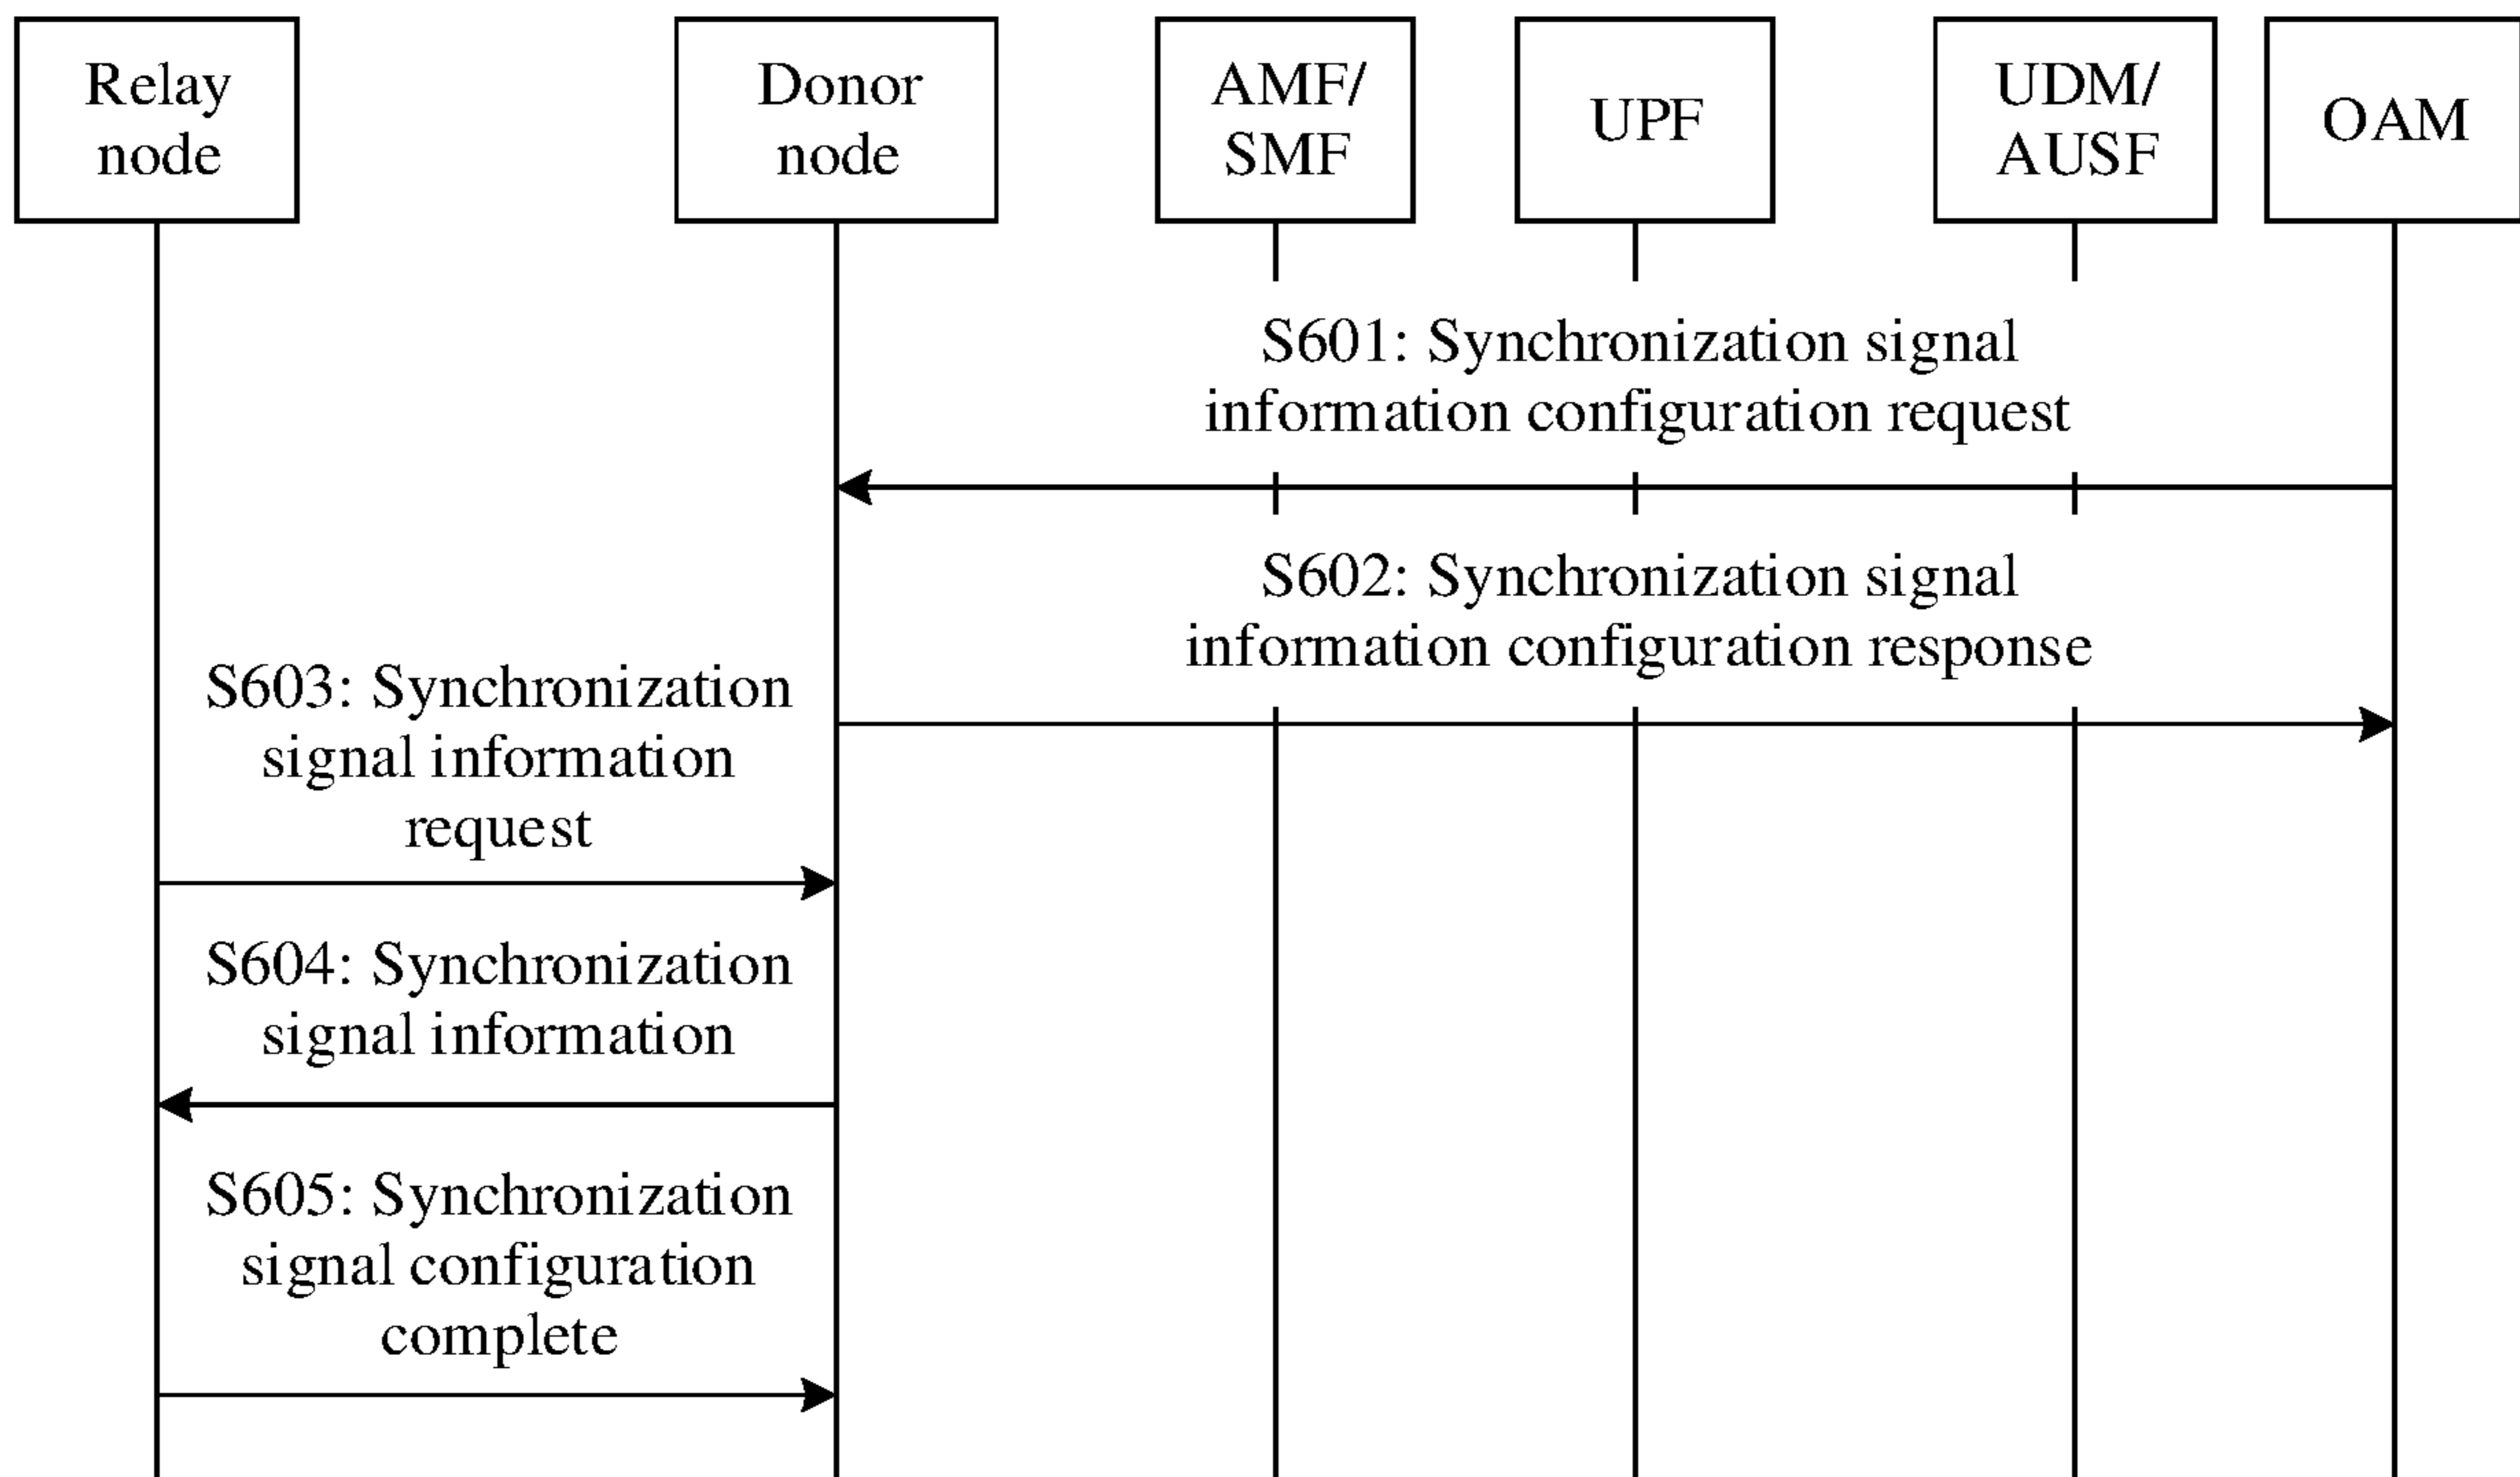 Relay
node
Donor
node
AMF/
SMF
UPF
UDM/
AUSF
OAM
S601: Synchronization signal
information configuration request
S602: Synchronization signal
information configuration response
S603: Synchronization
signal information
request
S604: Synchronization
signal information
S605: Synchronization
signal configuration
complete